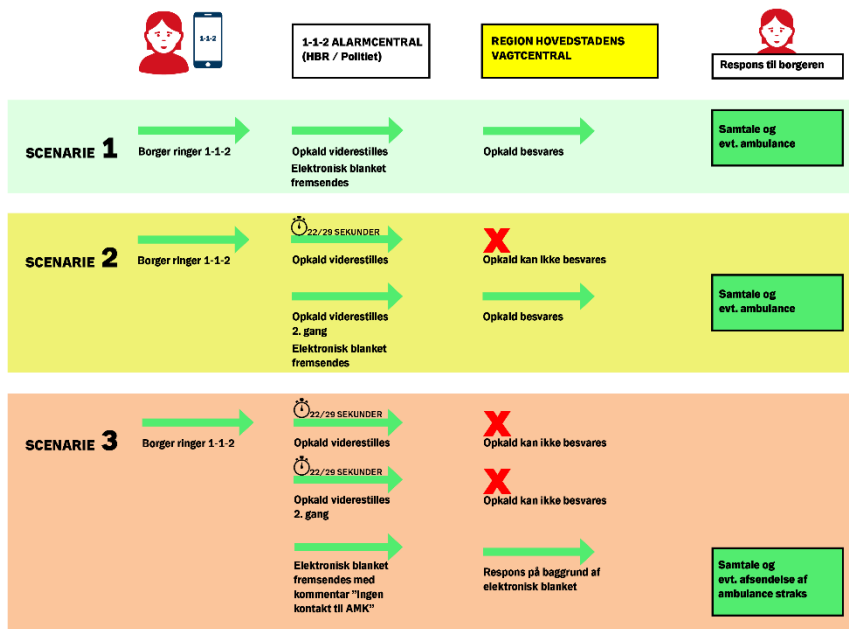 1-1-2
1-1-2 ALARMCENTRAL
(HBR / Politiet)
REGION HOVEDSTADENS
VAGTCENTRAL
Respons til borgeren
SCENARIE 1
Borger ringer 1-1-2
Opkald viderestilles
Elektronisk blanket
fremsendes
Opkald besvares
Samtale og
evt. ambulance
SCENARIE 2
Borger ringer 1-1-2
22/29 SEKUNDER
Opkald viderestilles
Opkald kan ikke besvares
Opkald viderestilles
2. gang
Elektronisk blanket
fremsendes
Opkald besvares
Samtale og
evt. ambulance
SCENARIE 3
Borger ringer 1-1-2
22/29 SEKUNDER
Opkald viderestilles
Opkald kan ikke besvares
22/29 SEKUNDER
Opkald viderestilles
2. gang
Opkald kan ikke besvares
Elektronisk blanket
fremsendes med
kommentar ”Ingen
kontakt til AMK”
Respons på baggrund af
elektronisk blanket
Samtale og
evt. afsendelse af
ambulance straks